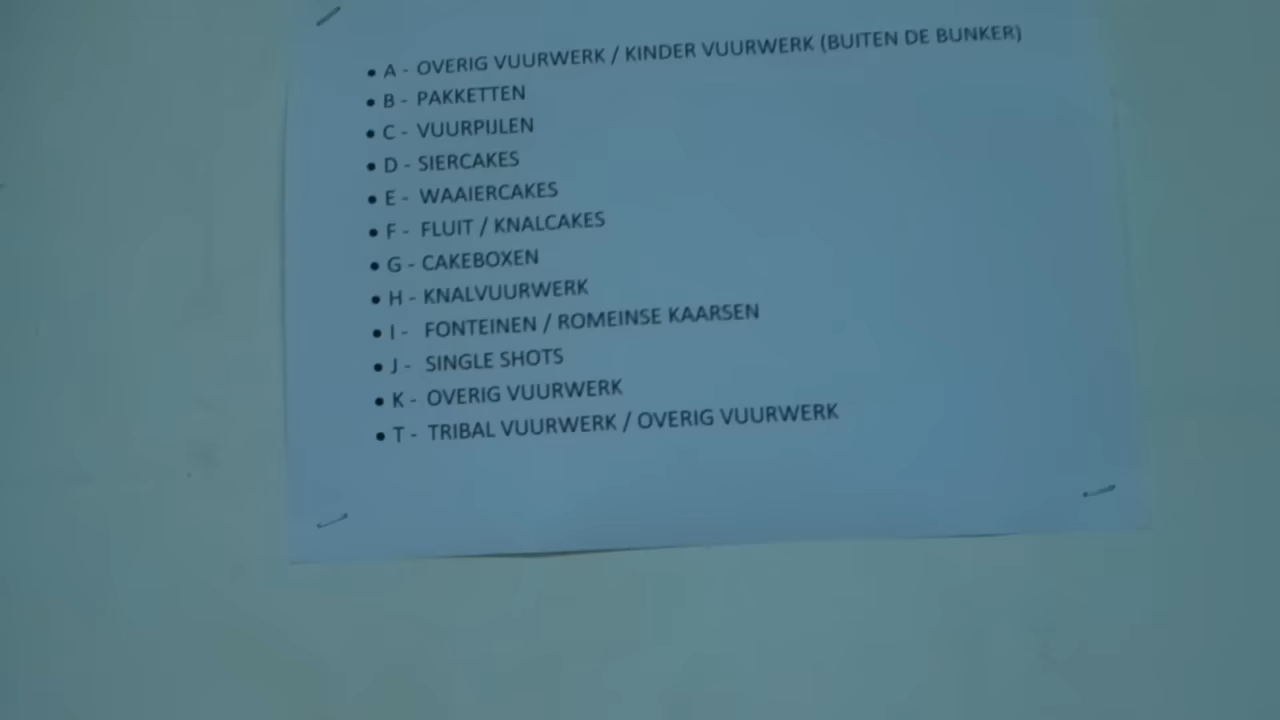 • A - OVERIG VUURWERK / KINDER VUURWERK (BUITEN DE BUNKER)
• B - PAKKETTEN
• C - VUURPIJLEN
• D - SIERCAKES
• E - WAAIERCAKES
• F - FLUIT / KNALCAKES
• G - CAKEBOXEN
• H - KNALVUURWERK
• I - FONTEINEN / ROMEINSE KAARSEN
• J - SINGLE SHOTS
• K - OVERIG VUURWERK
• T - TRIBAL VUURWERK / OVERIG VUURWERK